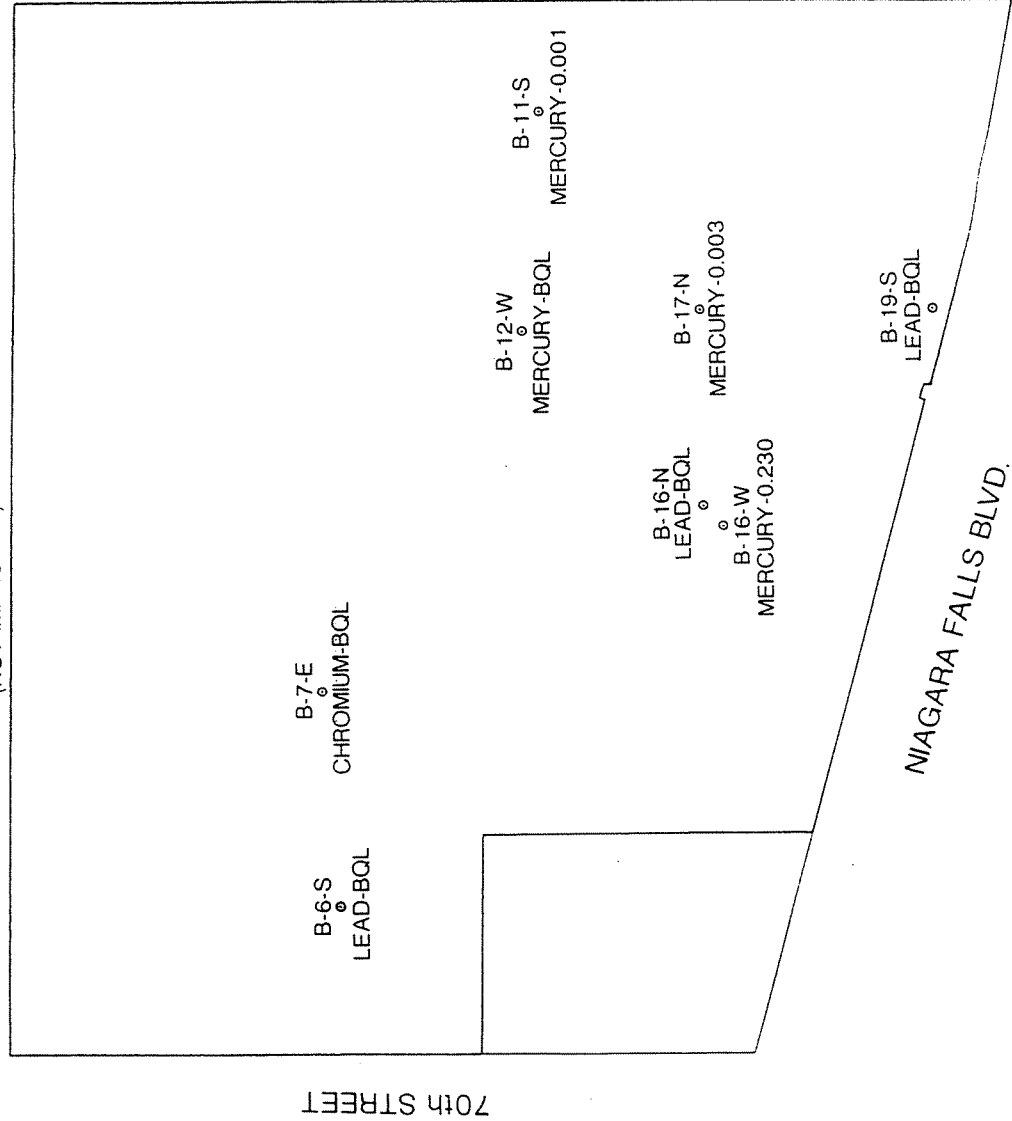 B-11-S
MERCURY-0.001
B-12-W
MERCURY-BQL
B-17-N
MERCURY-0.003
B-19-S
LEAD-BQL
B-16-N
LEAD-BQL
B-16-W
MERCURY-0.230
B-7-E
CHROMIUM-BQL
B-6-S
LEAD-BQL
NIAGARA FALLS BLVD.
70th STREET